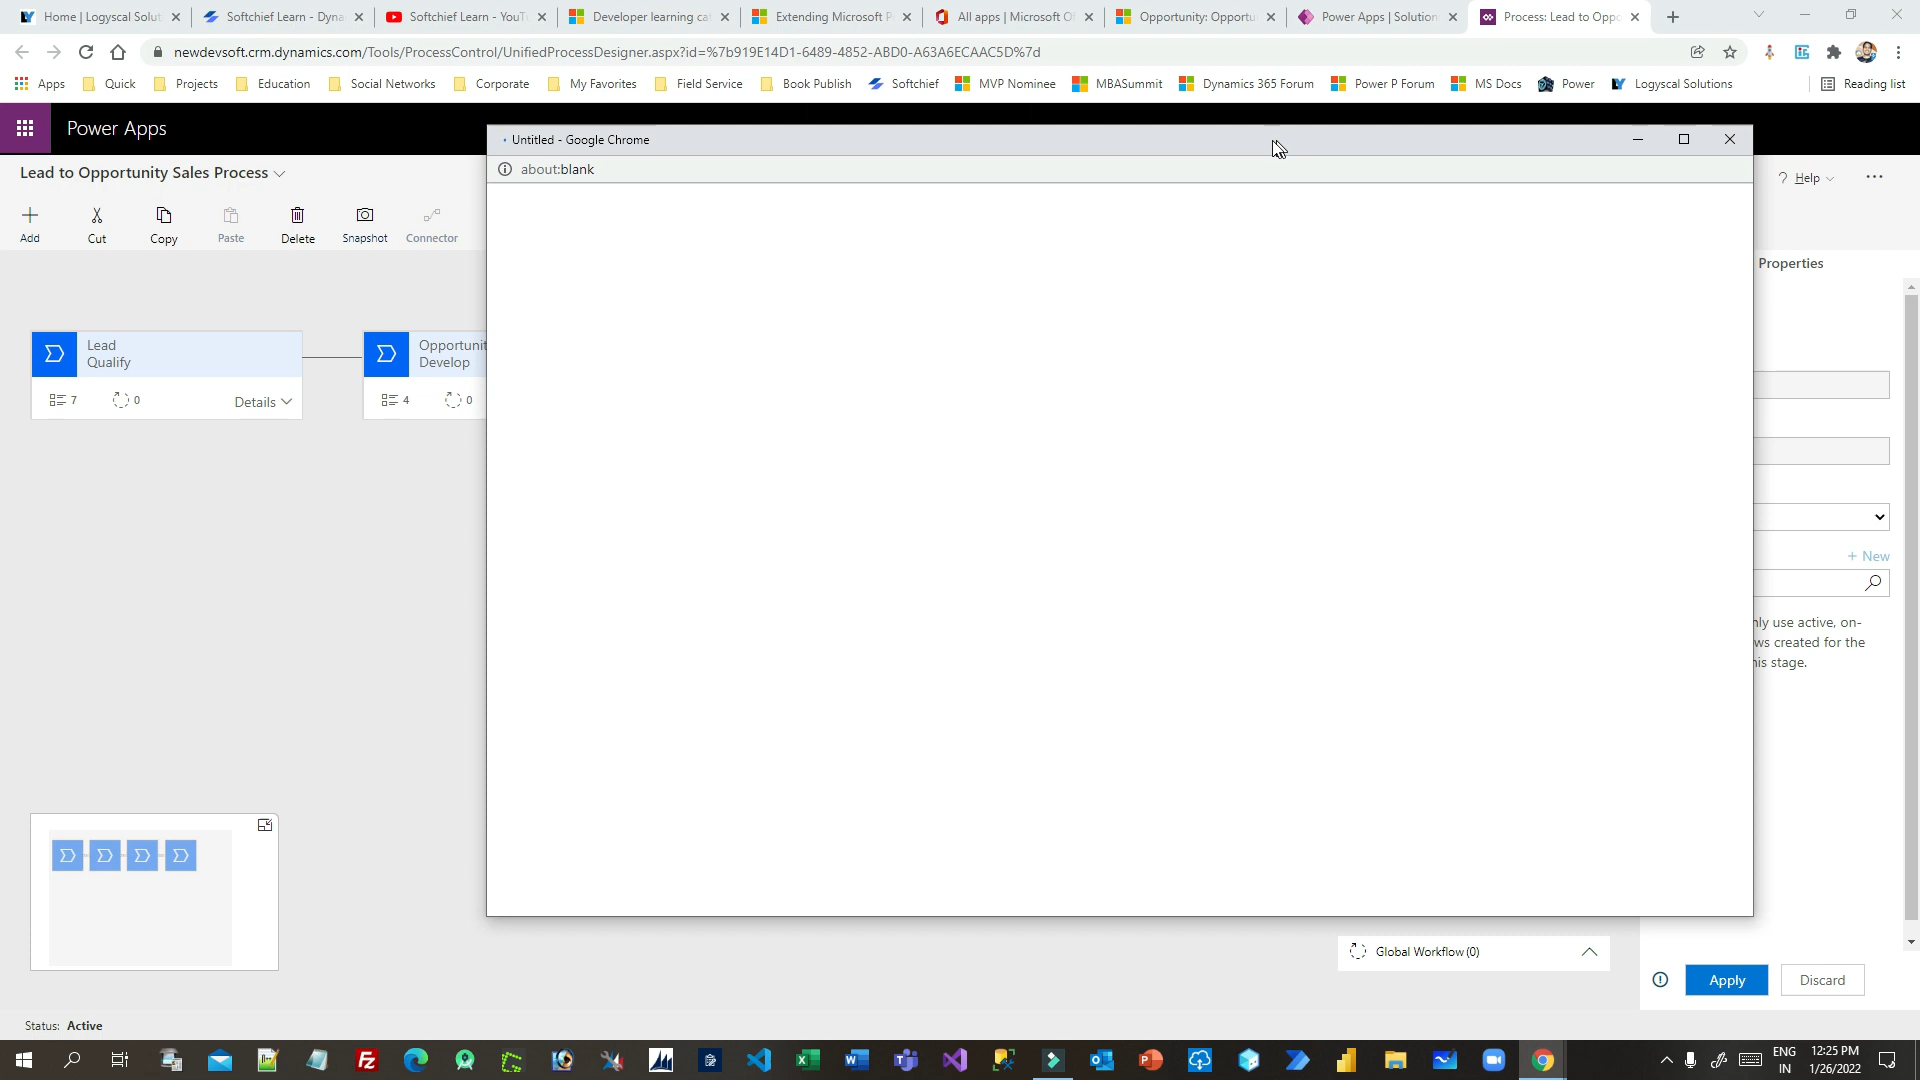 Home | Logyscal Solut
Softchief Learn - Dyna
Softchief Learn - YouT
Developer learning cat
Extending Microsoft P
All apps | Microsoft O
Opportunity: Opportu
Power Apps | Solution
Process: Lead to Oppo
newdevsoft.crm.dynamics.com/Tools/ProcessControl/UnifiedProcessDesigner.aspx?id=%7b919E14D1-6489-4852-ABD0-A63A6ECAAC5D%7d
Apps
Quick
Projects
Education
Social Networks
Corporate
My Favorites
Field Service
Book Publish
Softchief
MVP Nominee
MBASummit
Dynamics 365 Forum
Power P Forum
MS Docs
Power
Logyscal Solutions
Reading list
Power Apps
Untitled - Google Chrome
about:blank
Lead to Opportunity Sales Process
? Help
Add
Cut
Copy
Paste
Delete
Snapshot
Connector
Properties
Lead
Qualify
7
0
Details
Opportunit
Develop
4
0
+ New
nly use active, on-
ws created for the
his stage.
Global Workflow (0)
Apply
Discard
Status: Active
ENG
IN
12:25 PM
1/26/2022